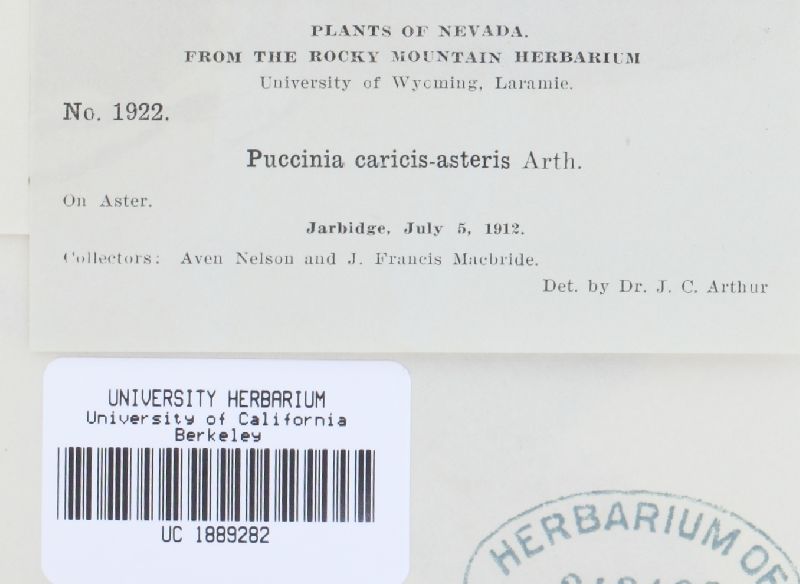 PLANTS OF NEVADA.
FROM THE ROCKY MOUNTAIN HERBARIUM
University of Wyoming, Laramie.
No. 1922.
Puccinia caricis-asteris Arth.
On Aster.
Jarbidge, July 5, 1912.
Collectors: Aven Nelson and J. Francis Macbride.
Det. by Dr. J. C. Arthur
UNIVERSITY HERBARIUM
University of California
Berkeley
UC 1889282
HERBARIUM OF